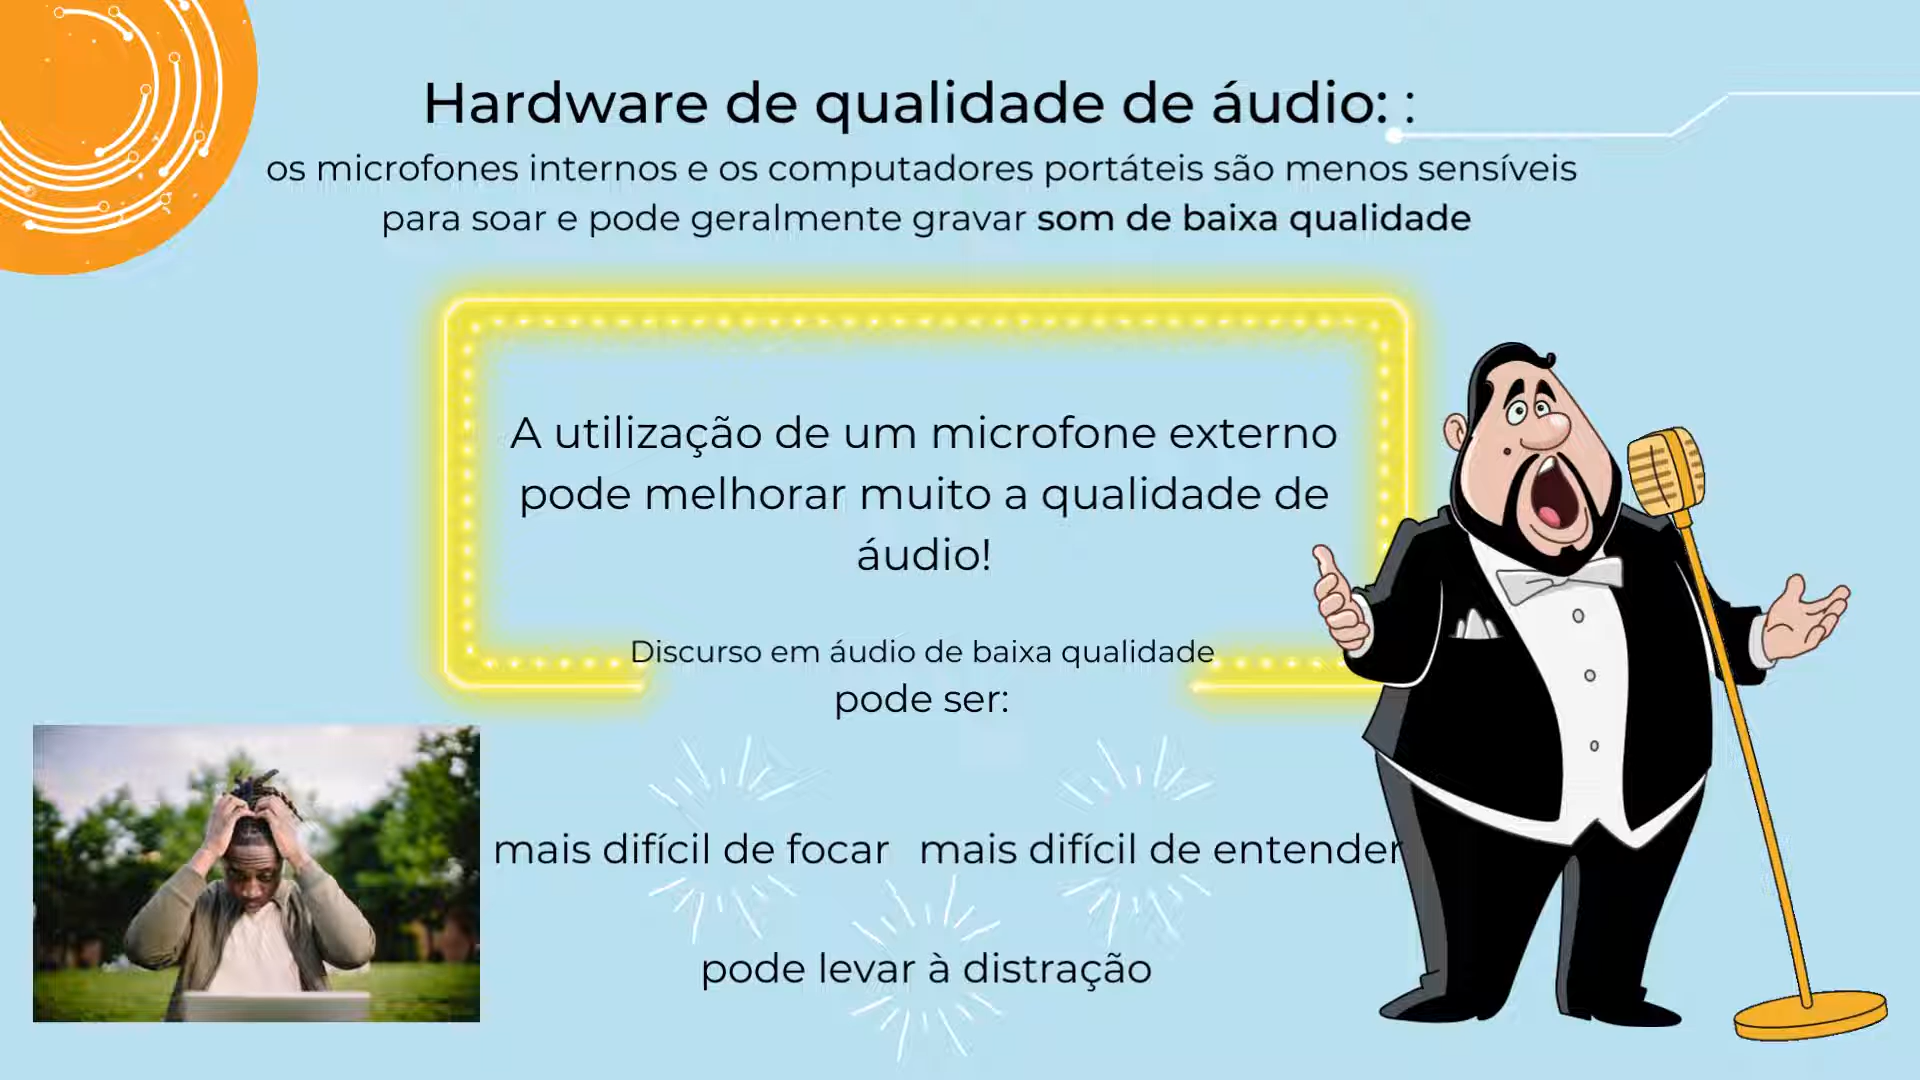 Hardware de qualidade de áudio: :
os microfones internos e os computadores portáteis são menos sensíveis
para soar e pode geralmente gravar som de baixa qualidade
A utilização de um microfone externo
pode melhorar muito a qualidade de
áudio!
Discurso em áudio de baixa qualidade
pode ser:
mais difícil de focar mais difícil de entender
pode levar à distração